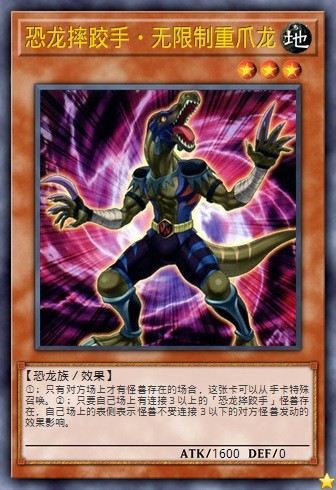 恐龙摔跤手·无限制重爪龙
地
【恐龙族／效果】
①：只有对方场上才有怪兽存在的场合，这张卡可以从手卡特殊
召唤。②：只要自己场上有连接３以上的「恐龙摔跤手」怪兽存
在，自己场上的表侧表示怪兽不受连接３以下的对方怪兽发动的
效果影响。
ATK/1600 DEF/0